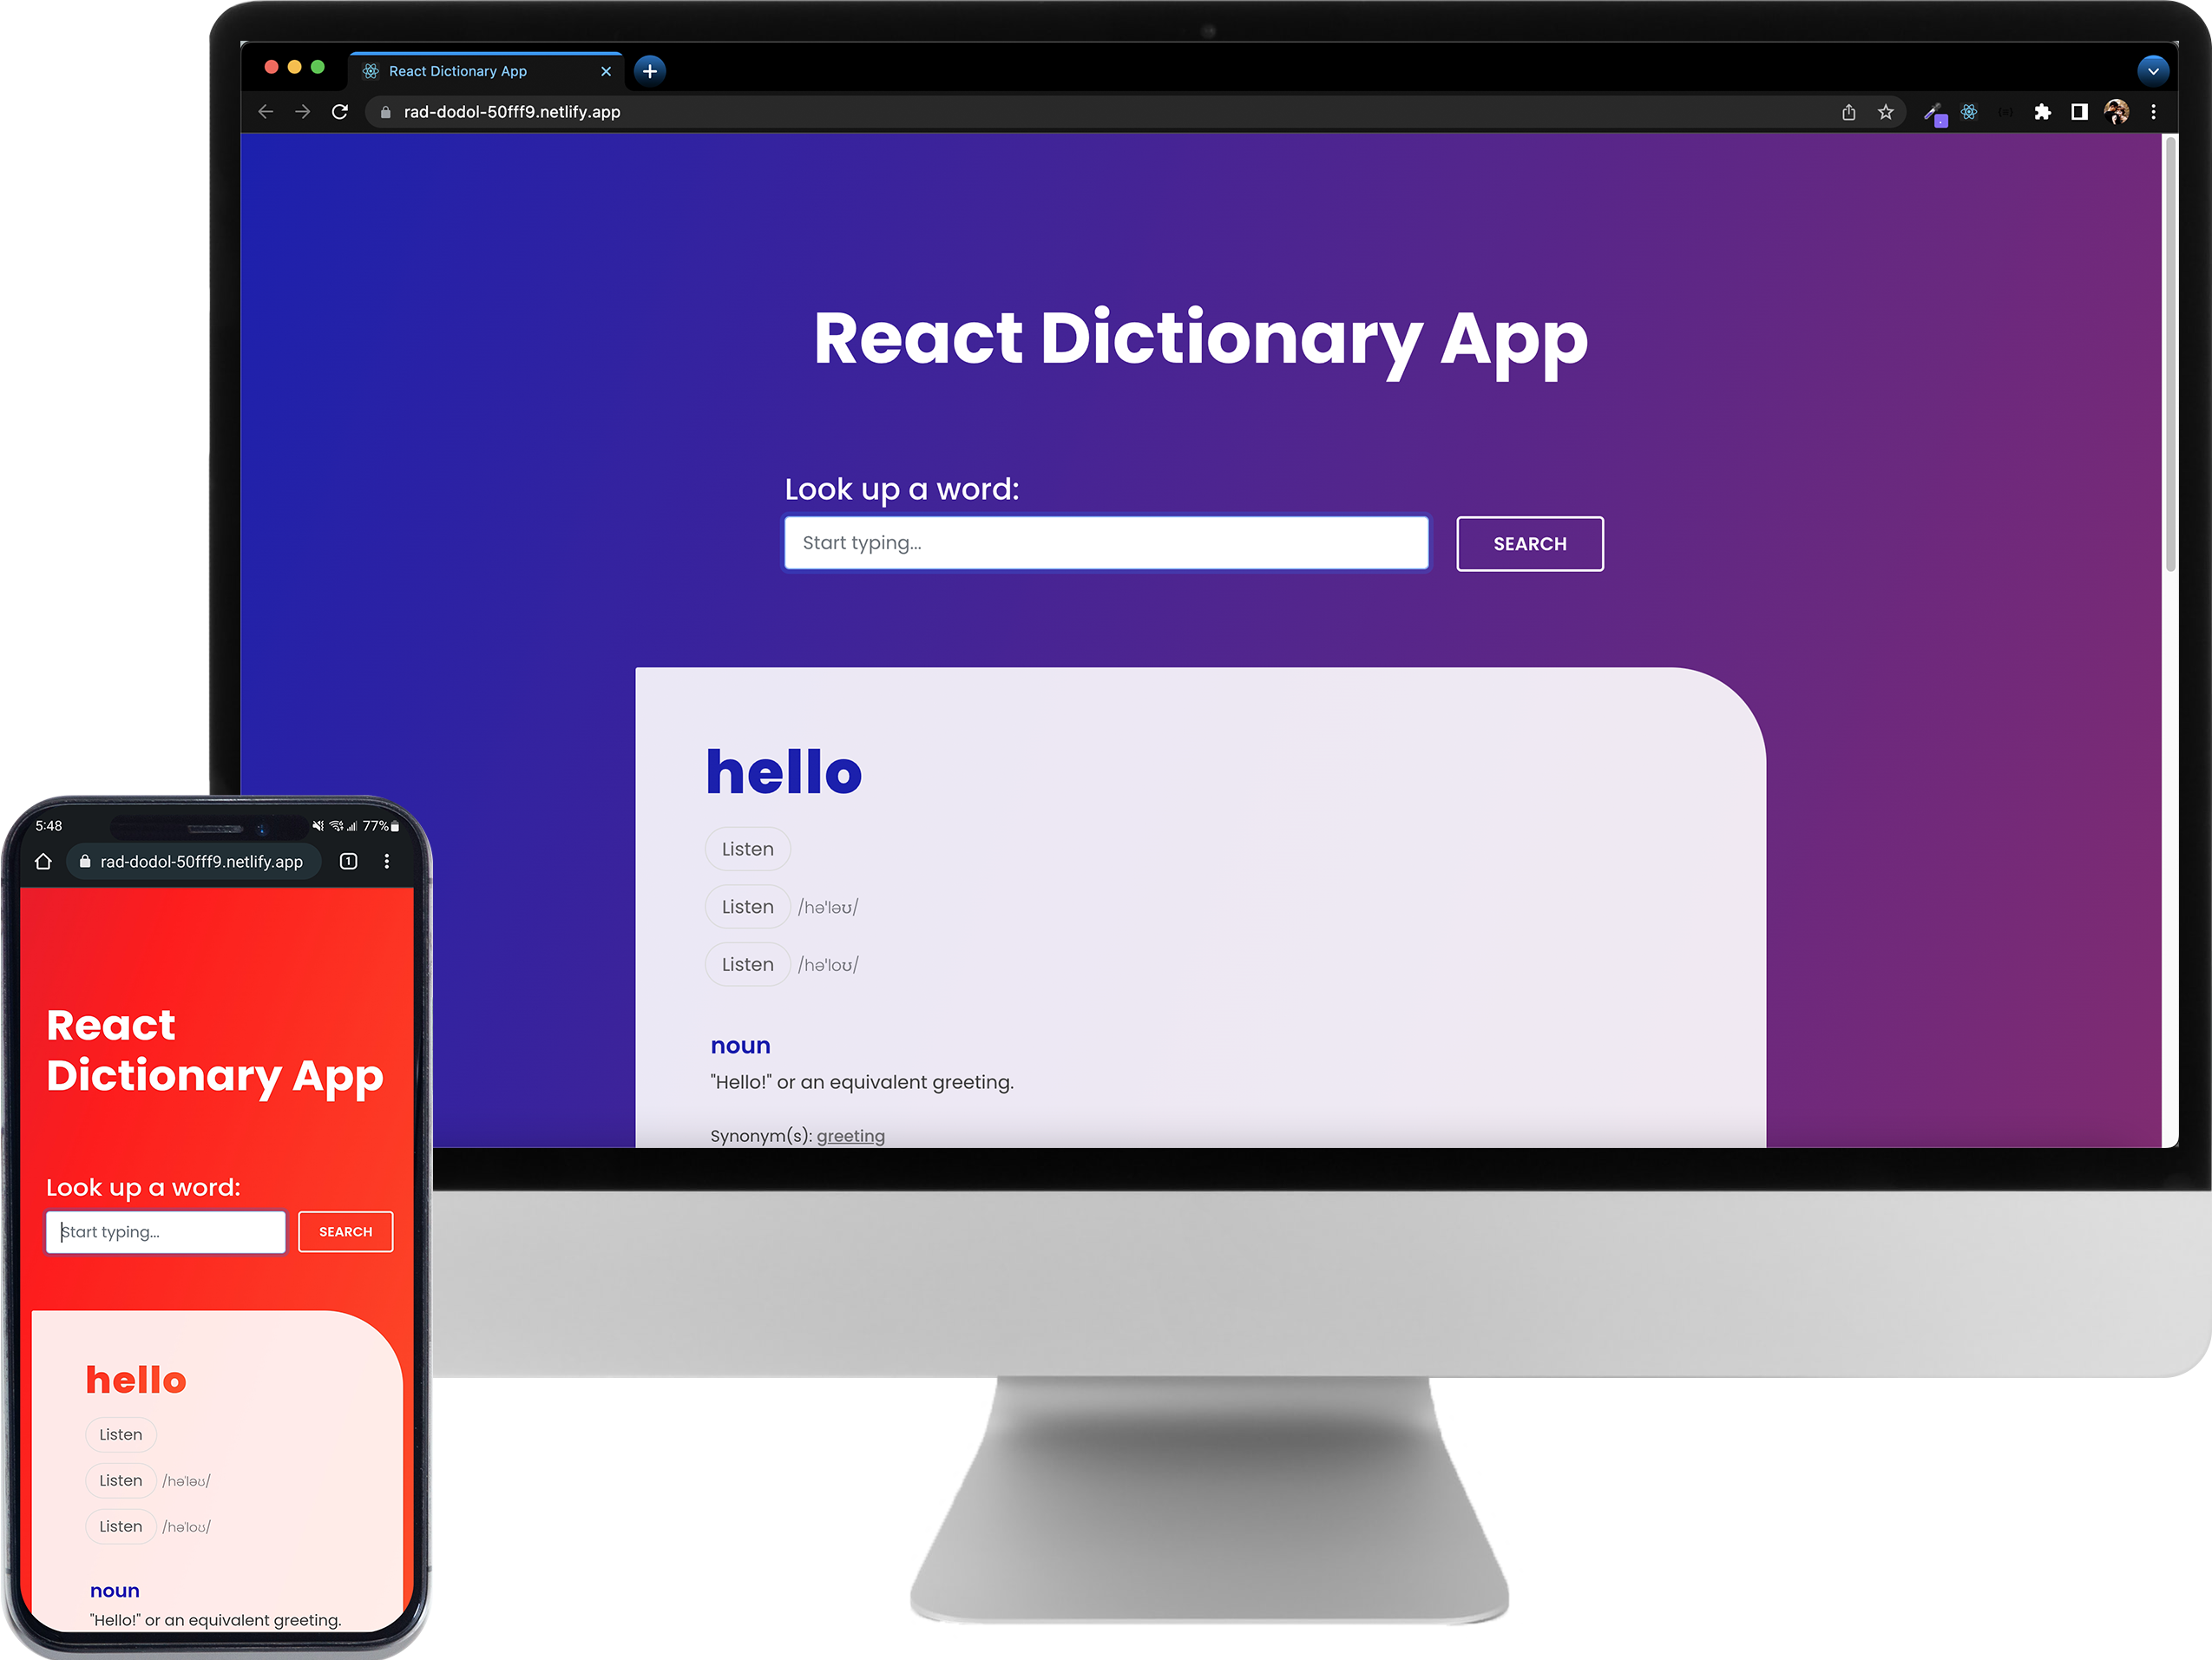 React Dictionary App
rad-dodol-50fff9.netlify.app
React Dictionary App
Look up a word:
Start typing...
SEARCH
hello
Listen
Listen /hə'ləʊ/
Listen /hə'loʊ/
noun
"Hello!" or an equivalent greeting.
Synonym(s): greeting
5:48 77%
rad-dodol-50fff9.netlify.app 1
React
Dictionary App
Look up a word:
Start typing...
SEARCH
hello
Listen
Listen /hə'ləʊ/
Listen /hə'loʊ/
noun
"Hello!" or an equivalent greeting.